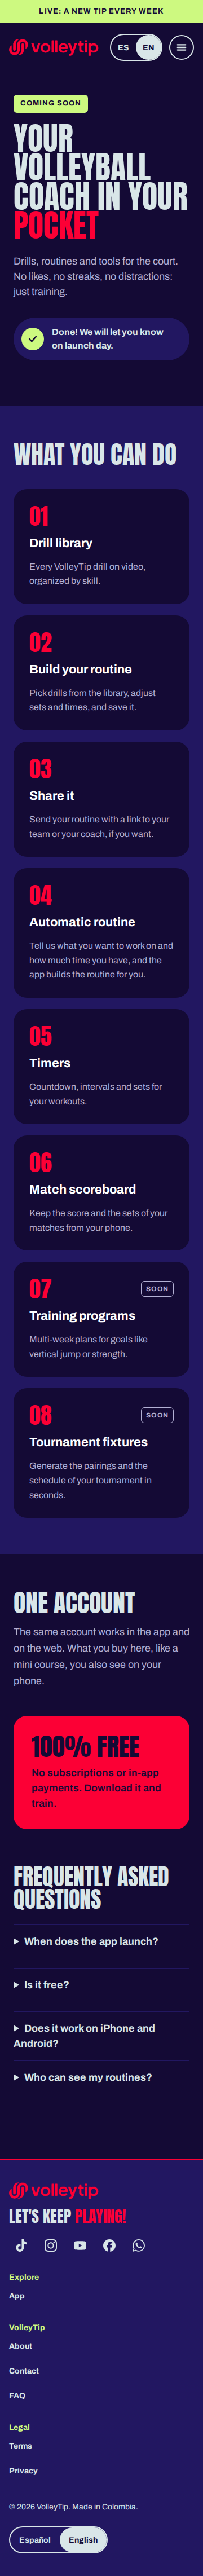 LIVE: A NEW TIP EVERY WEEK
volleytip
ES
EN
COMING SOON
YOUR
VOLLEYBALL
COACH IN YOUR
POCKET
Drills, routines and tools for the court.
No likes, no streaks, no distractions:
just training.
Done! We will let you know
on launch day.
WHAT YOU CAN DO
01
Drill library
Every VolleyTip drill on video,
organized by skill.
02
Build your routine
Pick drills from the library, adjust
sets and times, and save it.
03
Share it
Send your routine with a link to your
team or your coach, if you want.
04
Automatic routine
Tell us what you want to work on and
how much time you have, and the
app builds the routine for you.
05
Timers
Countdown, intervals and sets for
your workouts.
06
Match scoreboard
Keep the score and the sets of your
matches from your phone.
07
SOON
Training programs
Multi-week plans for goals like
vertical jump or strength.
08
SOON
Tournament fixtures
Generate the pairings and the
schedule of your tournament in
seconds.
ONE ACCOUNT
The same account works in the app and
on the web. What you buy here, like a
mini course, you also see on your
phone.
100% FREE
No subscriptions or in-app
payments. Download it and
train.
FREQUENTLY ASKED
QUESTIONS
When does the app launch?
Is it free?
Does it work on iPhone and
Android?
Who can see my routines?
volleytip
LET'S KEEP PLAYING!
Explore
App
VolleyTip
About
Contact
FAQ
Legal
Terms
Privacy
© 2026 VolleyTip. Made in Colombia.
Español
English